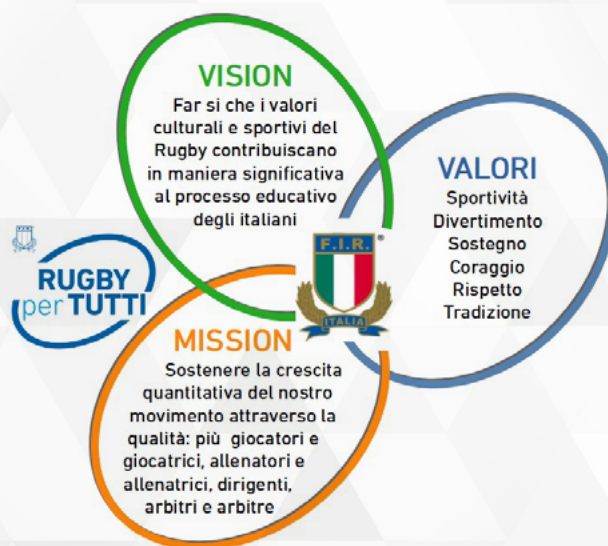 VISION
Far si che i valori
culturali e sportivi del
Rugby contribuiscano
in maniera significativa
al processo educativo
degli italiani
VALORI
Sportività
Divertimento
Sostegno
Coraggio
Rispetto
Tradizione
F.I.R.
ITALIA
RUGBY
per TUTTI
MISSION
Sostenere la crescita
quantitativa del nostro
movimento attraverso la
qualità: più giocatori e
giocatrici, allenatori e
allenatrici, dirigenti,
arbitri e arbitre